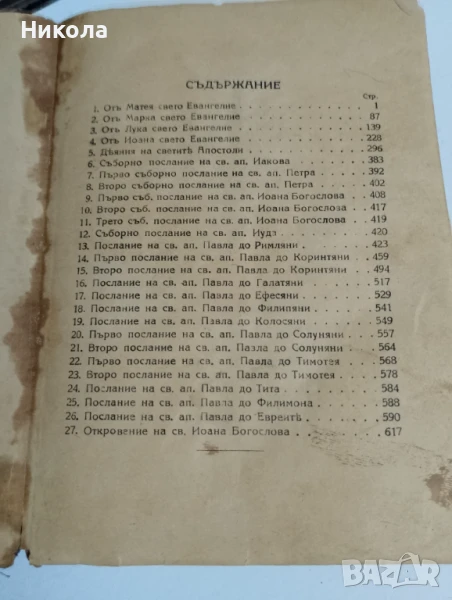 Никола
СЪДЪРЖАНИЕ
Стр.
1. Отъ Матея свето Евангелие . . . . . . . . . . 1
2. Отъ Марка свето Евангелие . . . . . . . . . . 87
3. Отъ Лука свето Евангелие . . . . . . . . . . 139
4. Отъ Иоана свето Евангелие . . . . . . . . . . 228
5. Деяния на светитѣ Апостоли . . . . . . . . . . 296
6. Съборно послание на св. ап. Иакова . . . . . . 383
7. Първо съборно послание на св. ап. Петра . . . . 392
8. Второ съборно послание на св. ап. Петра . . . . 402
9. Първо съб. послание на св. ап. Иоана Богослова . 408
10. Второ съб. послание на св. ап. Иоана Богослоза . 417
11. Трето съб. послание на св. ап. Иоана Богослова . 419
12. Съборно послание на св. ап. Иудѫ . . . . . . . 420
13. Послание на св. ап. Павла до Римляни . . . . . 423
14. Първо послание на св. ап. Павла до Коринтяни . . 459
15. Второ послание на св. ап. Павла до Коринтяни . . 494
16. Послание на св. ап. Павла до Галатяни . . . . . 517
17. Послание на св. ап. Павла до Ефесяни . . . . . 529
18. Послание на св. ап. Павла до Филипяни . . . . . 541
19. Послание на св. ап. Павла до Колосяни . . . . . 549
20. Първо послание на св. ап. Павла до Солуняни . . 557
21. Второ послание на св. ап. Пазла до Солуняни . . 564
22. Първо послание на св. ап. Павла до Тимотея . . . 568
23. Второ послание на св. ап. Павла до Тимотея . . . 578
24. Послание на св. ап. Павла до Тита . . . . . . . 584
25. Послание на св. ап. Павла до Филимона . . . . . 588
26. Послание на св. ап. Павла до Евреитѣ . . . . . 590
27. Откровение на св. Иоана Богослова . . . . . . . 617
BAZAR